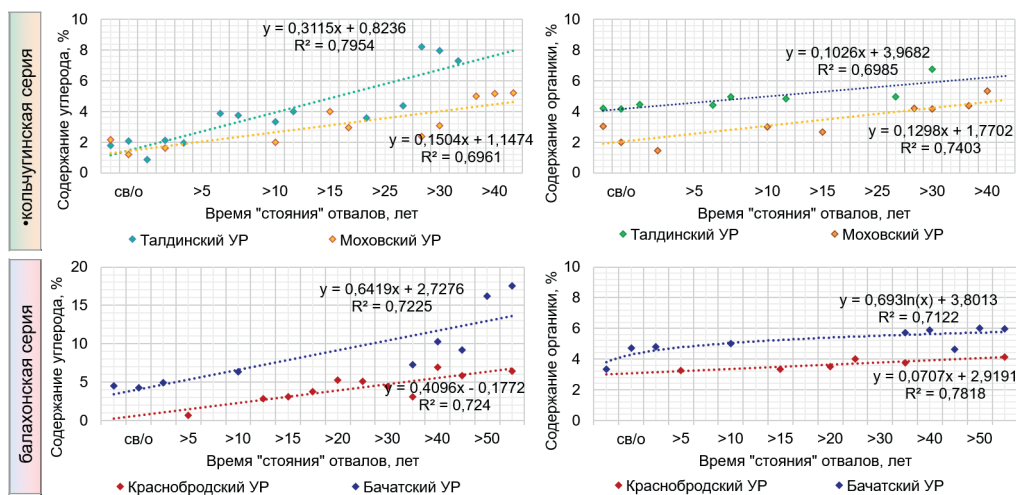 •кольчугинская серия
Содержание углерода, %
10
8
6
4
2
0
y = 0,3115x + 0,8236
R² = 0,7954
y = 0,1504x + 1,1474
R² = 0,6961
св/о >5 >10 >15 >25 >30 >40
Время "стояния" отвалов, лет
Талдинский УР Моховский УР
Содержание органики, %
10
8
6
4
2
0
y = 0,1026x + 3,9682
R² = 0,6985
y = 0,1298x + 1,7702
R² = 0,7403
св/о >5 >10 >15 >25 >30 >40
Время "стояния" отвалов, лет
Талдинский УР Моховский УР
балахонская серия
Содержание углерода, %
20
15
10
5
0
y = 0,6419x + 2,7276
R² = 0,7225
y = 0,4096x - 0,1772
R² = 0,724
св/о >5 >10 >15 >20 >30 >40 >50
Время "стояния" отвалов, лет
Краснобродский УР Бачатский УР
Содержание органики, %
10
8
6
4
2
0
y = 0,693ln(x) + 3,8013
R² = 0,7122
y = 0,0707x + 2,9191
R² = 0,7818
св/о >5 >10 >15 >20 >30 >40 >50
Время "стояния" отвалов, лет
Краснобродский УР Бачатский УР